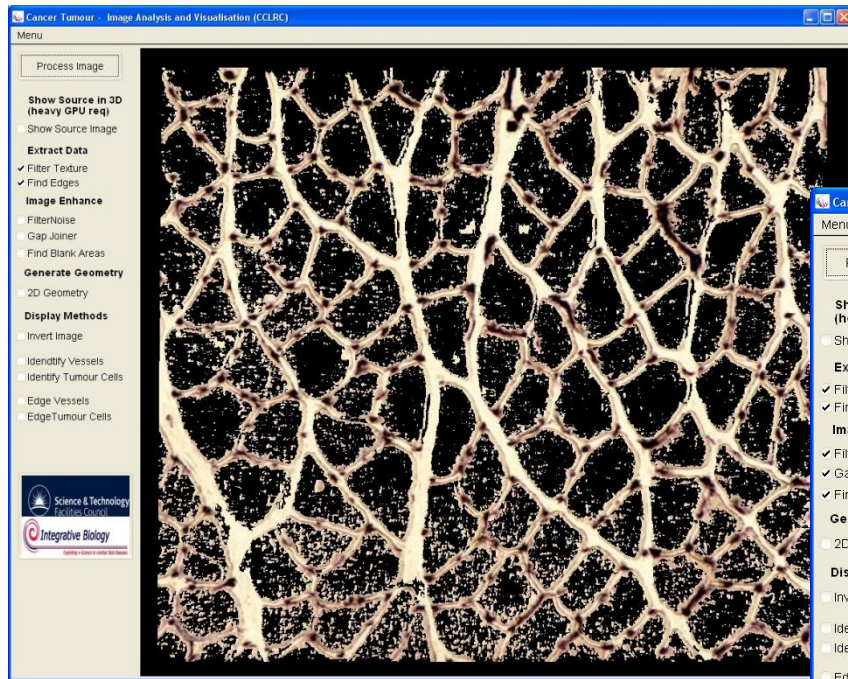 Cancer Tumour - Image Analysis and Visualisation (CCLRC)
Menu
Process Image
Show Source in 3D
(heavy GPU req)
Show Source Image
Extract Data
Filter Texture
Find Edges
Image Enhance
FilterNoise
Gap Joiner
Find Blank Areas
Generate Geometry
2D Geometry
Display Methods
Invert Image
Idendtify Vessels
Identify Tumour Cells
Edge Vessels
EdgeTumour Cells
Science & Technology
Facilities Council
Integrative Biology
Menu
2D